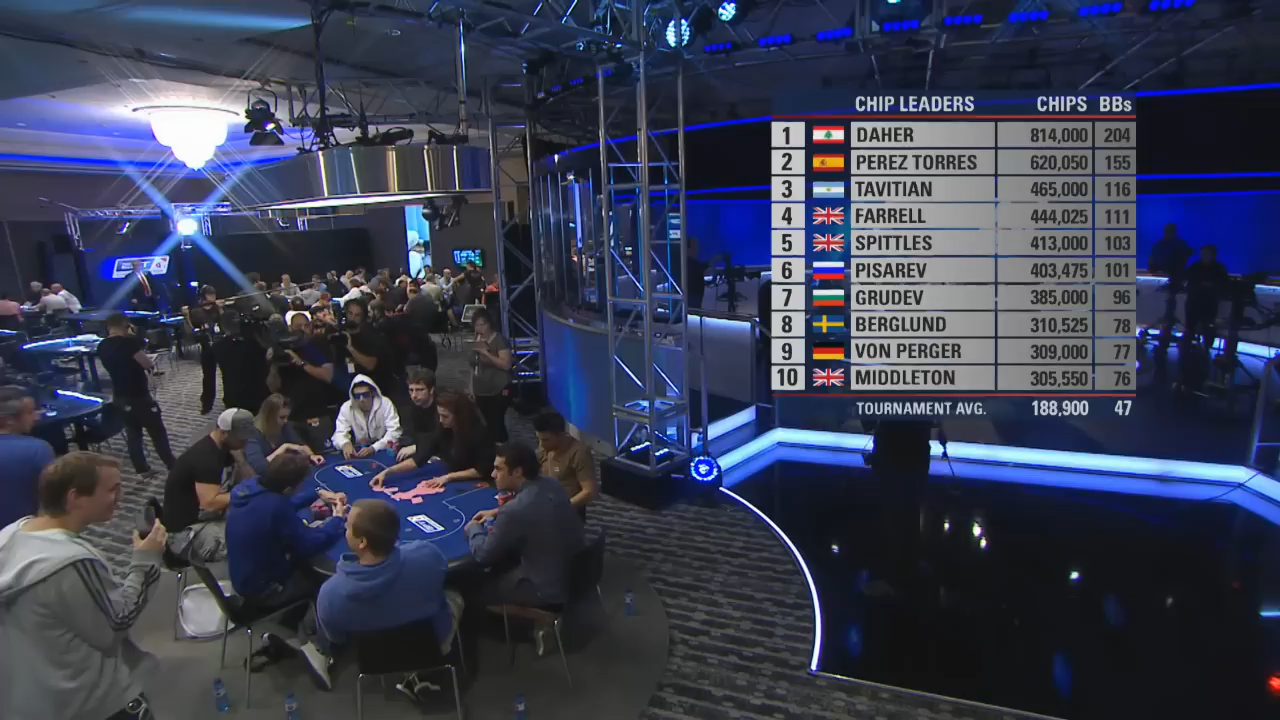 CHIP LEADERS CHIPS BBs
1 DAHER 814,000 204
2 PEREZ TORRES 620,050 155
3 TAVITIAN 465,000 116
4 FARRELL 444,025 111
5 SPITTLES 413,000 103
6 PISAREV 403,475 101
7 GRUDEV 385,000 96
8 BERGLUND 310,525 78
9 VON PERGER 309,000 77
10 MIDDLETON 305,550 76
TOURNAMENT AVG. 188,900 47